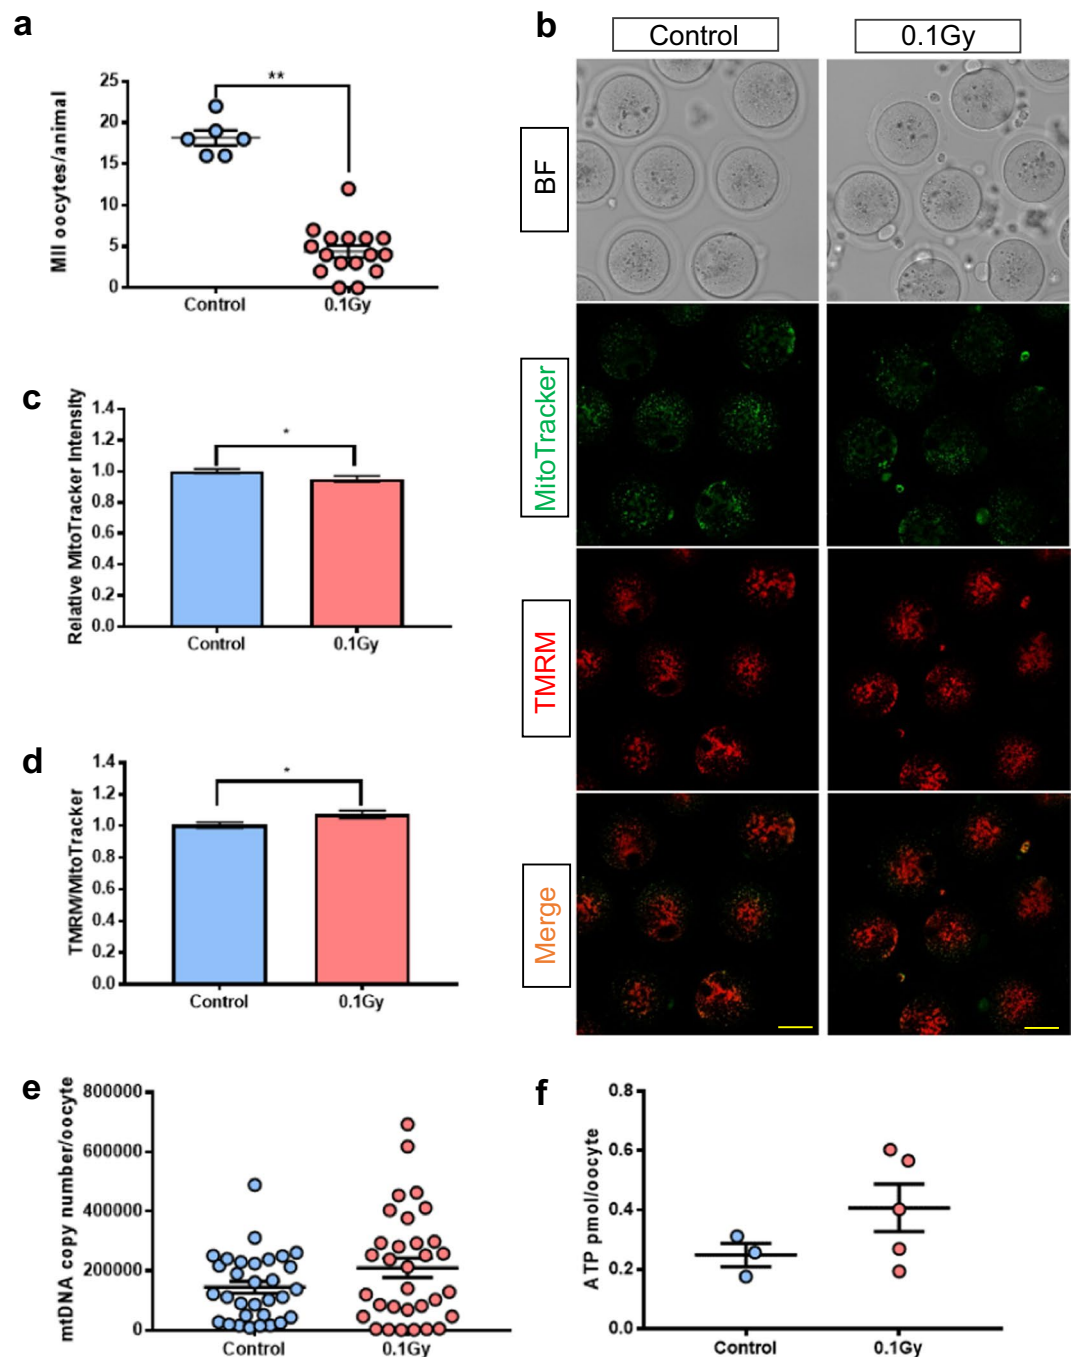 a
MII oocytes/animal
25
20
15
10
5
0
**
Control
0.1Gy
b
Control
0.1Gy
BF
MitoTracker
TMRM
Merge
c
Relative MitoTracker Intensity
1.4
1.2
1.0
0.8
0.6
0.4
0.2
0.0
*
Control
0.1Gy
d
TMRM/MitoTracker
1.4
1.2
1.0
0.8
0.6
0.4
0.2
0.0
*
Control
0.1Gy
e
mtDNA copy number/oocyte
800000
600000
400000
200000
0
Control
0.1Gy
f
ATP pmol/oocyte
0.8
0.6
0.4
0.2
0.0
Control
0.1Gy